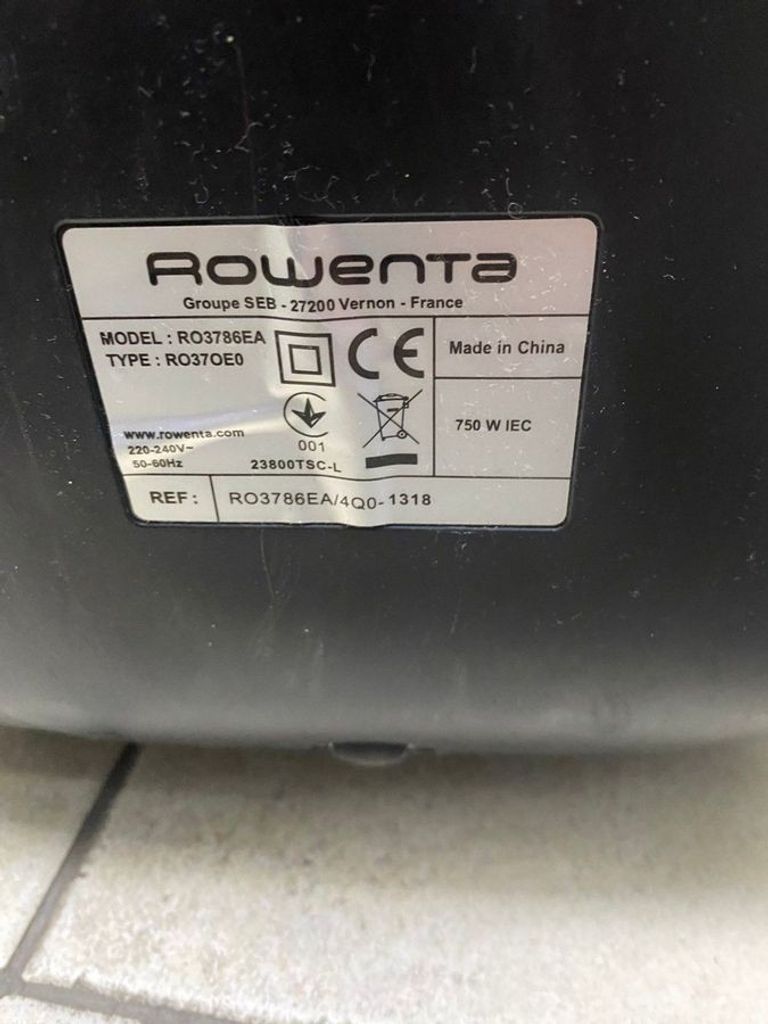 Rowenta
Groupe SEB - 27200 Vernon - France
MODEL : RO3786EA
TYPE : RO37OE0
CE
Made in China
www.rowenta.com
220-240V~
50-60Hz
001
23800TSC-L
750 W IEC
REF : RO3786EA/4Q0-1318